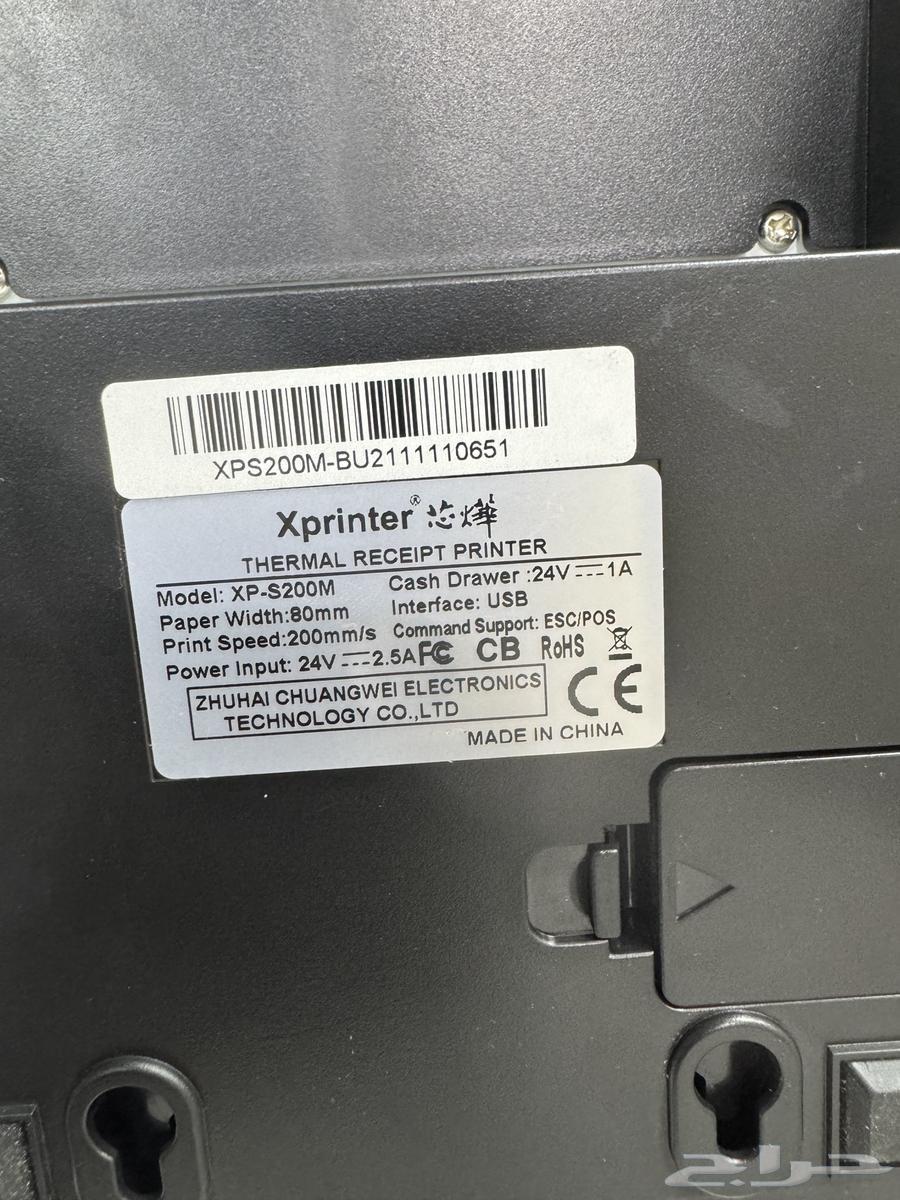 XPS200M-BU2111110651
Xprinter® 芯烨
THERMAL RECEIPT PRINTER
Model: XP-S200M Cash Drawer :24V⎓1A
Paper Width:80mm Interface: USB
Print Speed:200mm/s Command Support: ESC/POS
Power Input: 24V⎓2.5A FC CB RoHS
ZHUHAI CHUANGWEI ELECTRONICS
TECHNOLOGY CO.,LTD
CE
MADE IN CHINA
حراج